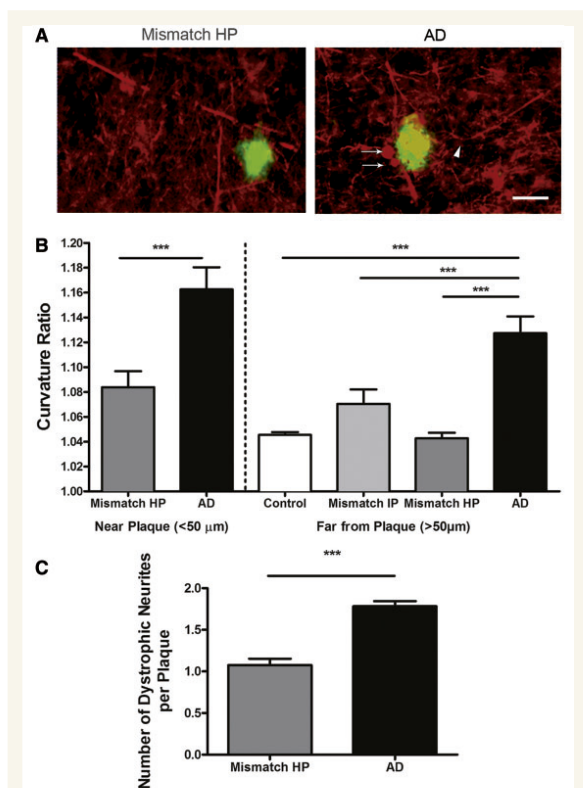 A
Mismatch HP
AD
B
Curvature Ratio
1.20
1.18
1.16
1.14
1.12
1.10
1.08
1.06
1.04
1.02
1.00
***
***
***
***
Mismatch HP
AD
Control
Mismatch IP
Mismatch HP
AD
Near Plaque (<50 μm)
Far from Plaque (>50μm)
C
Number of Dystrophic Neurites
per Plaque
2.0
1.5
1.0
0.5
0.0
***
Mismatch HP
AD